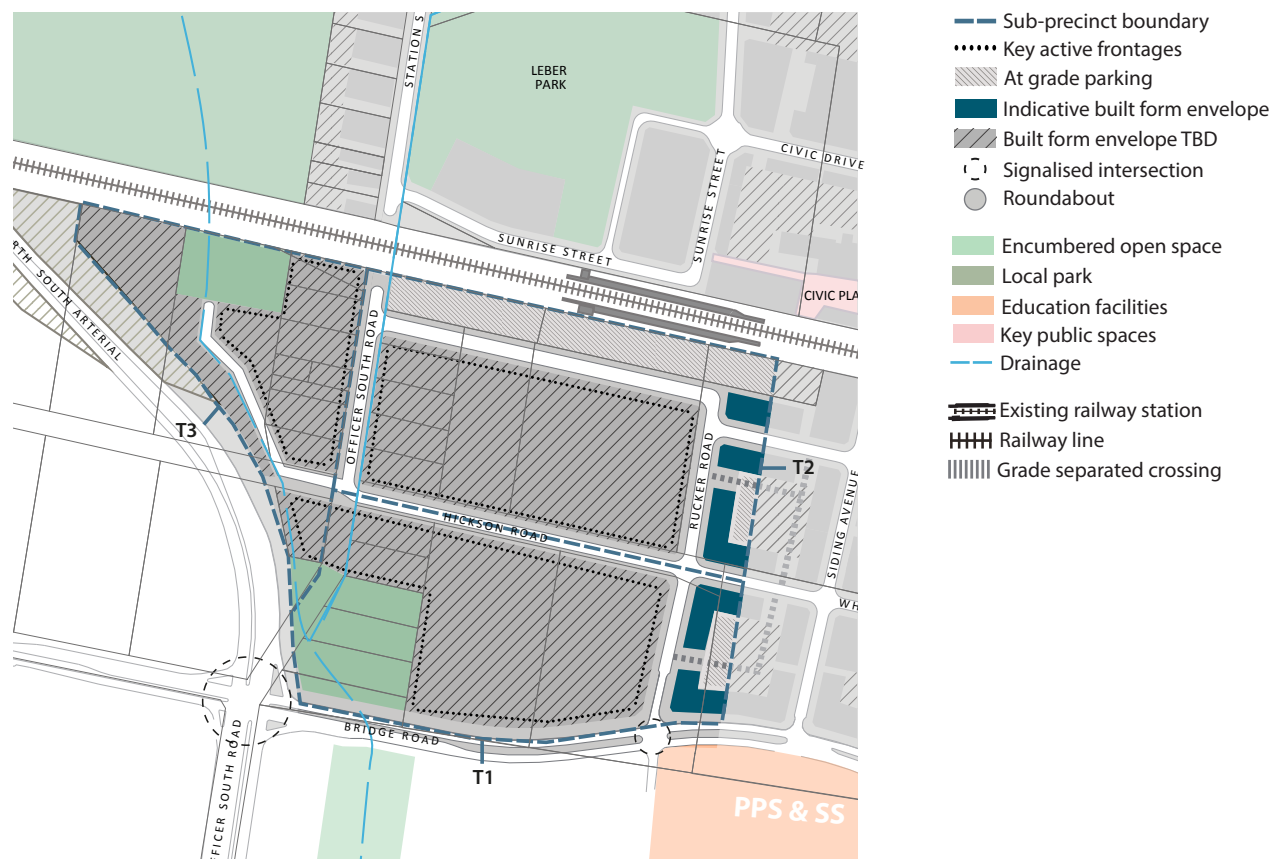 STATION S
LEBER
PARK
CIVIC DRIVE
SUNRISE STREET
SUNRISE STREET
CIVIC PLA
RTH SOUTH ARTERIAL
OFFICER SOUTH ROAD
T3
T2
RUCKER ROAD
HICKSON ROAD
SIDING AVENUE
WH
BRIDGE ROAD
T1
FFICER SOUTH ROAD
PPS & SS
Sub-precinct boundary
Key active frontages
At grade parking
Indicative built form envelope
Built form envelope TBD
Signalised intersection
Roundabout
Encumbered open space
Local park
Education facilities
Key public spaces
Drainage
Existing railway station
Railway line
Grade separated crossing